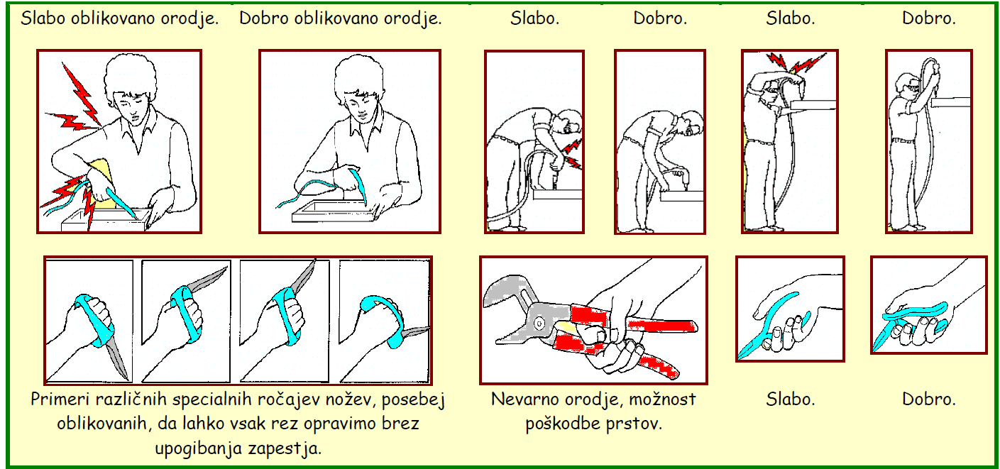 Slabo oblikovano orodje.
Dobro oblikovano orodje.
Slabo.
Dobro.
Slabo.
Dobro.
Primeri različnih specialnih ročajev nožev, posebej
oblikovanih, da lahko vsak rez opravimo brez
upogibanja zapestja.
Nevarno orodje, možnost
poškodbe prstov.
Slabo.
Dobro.